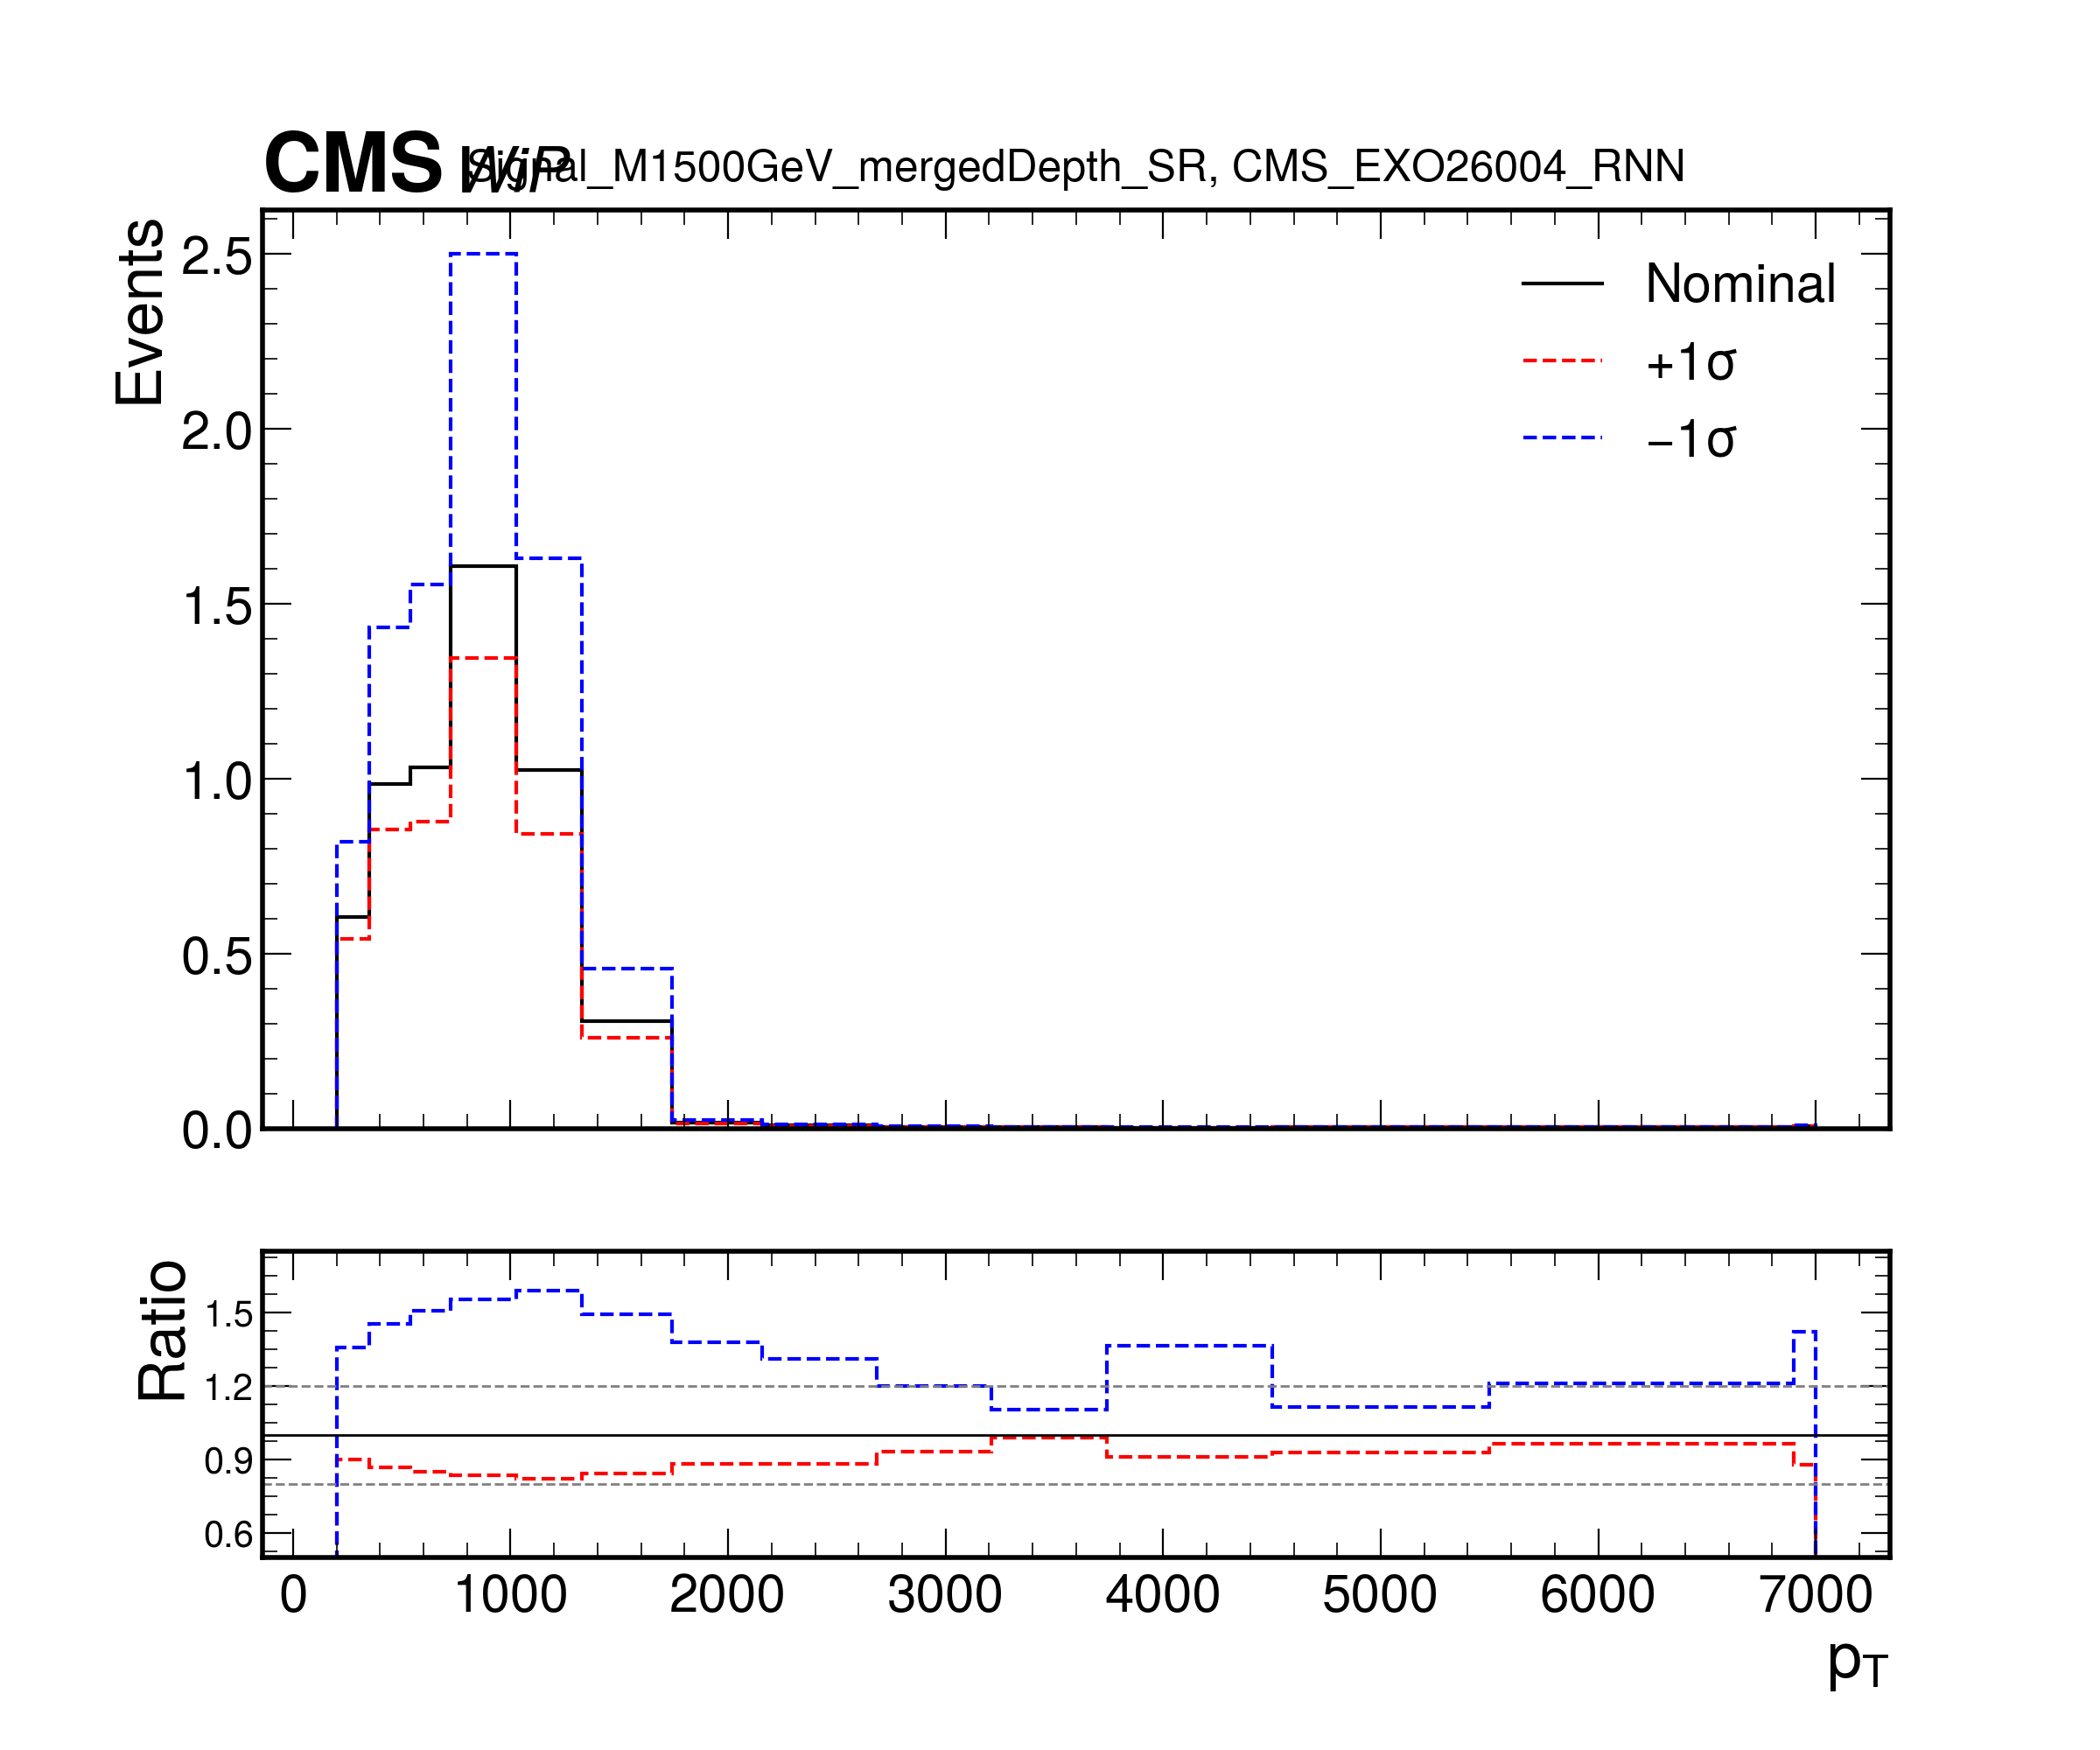 CMS WiP Signal_M1500GeV_mergedDepth_SR, CMS_EXO26004_RNN
Events
2.5
2.0
1.5
1.0
0.5
0.0
Nominal
+1σ
−1σ
Ratio
1.5
1.2
0.9
0.6
0 1000 2000 3000 4000 5000 6000 7000
pT